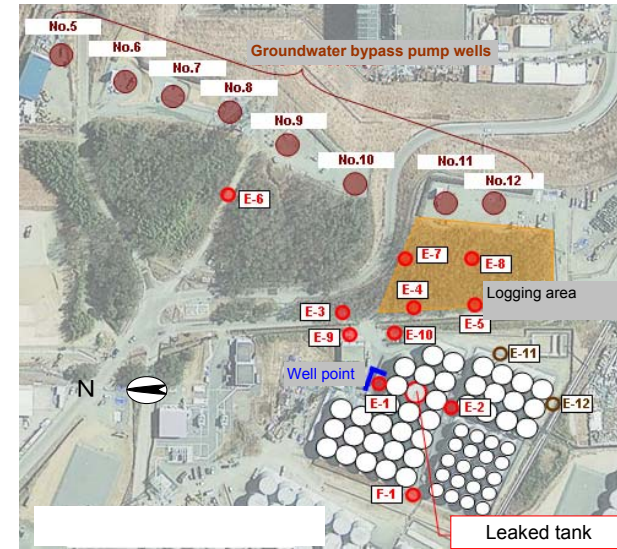 No.5
No.6
No.7
No.8
No.9
No.10
No.11
No.12
Groundwater bypass pump wells
E-6
E-7
E-8
Logging area
E-4
E-5
E-3
E-9
E-10
E-11
Well point
N
E-1
E-2
E-12
F-1
Leaked tank